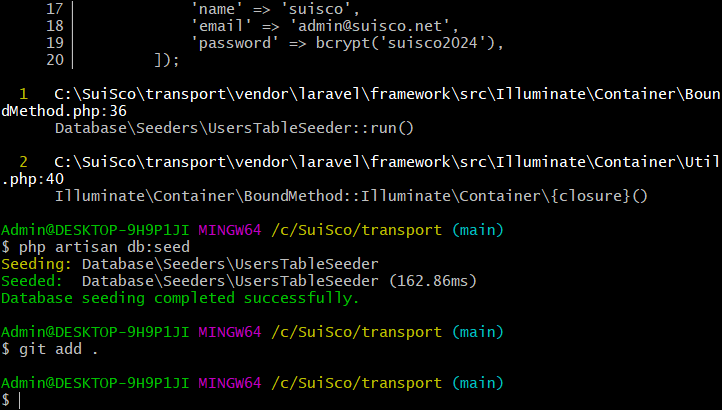 17 | 'name' => 'suisco',
18 | 'email' => 'admin@suisco.net',
19 | 'password' => bcrypt('suisco2024'),
20 | ]);
1 C:\SuiSco\transport\vendor\laravel\framework\src\Illuminate\Container\Boun
dMethod.php:36
Database\Seeders\UsersTableSeeder::run()
2 C:\SuiSco\transport\vendor\laravel\framework\src\Illuminate\Container\Util
.php:40
Illuminate\Container\BoundMethod::Illuminate\Container\{closure}()
Admin@DESKTOP-9H9P1JI MINGW64 /c/SuiSco/transport (main)
$ php artisan db:seed
Seeding: Database\Seeders\UsersTableSeeder
Seeded:  Database\Seeders\UsersTableSeeder (162.86ms)
Database seeding completed successfully.
Admin@DESKTOP-9H9P1JI MINGW64 /c/SuiSco/transport (main)
$ git add .
Admin@DESKTOP-9H9P1JI MINGW64 /c/SuiSco/transport (main)
$